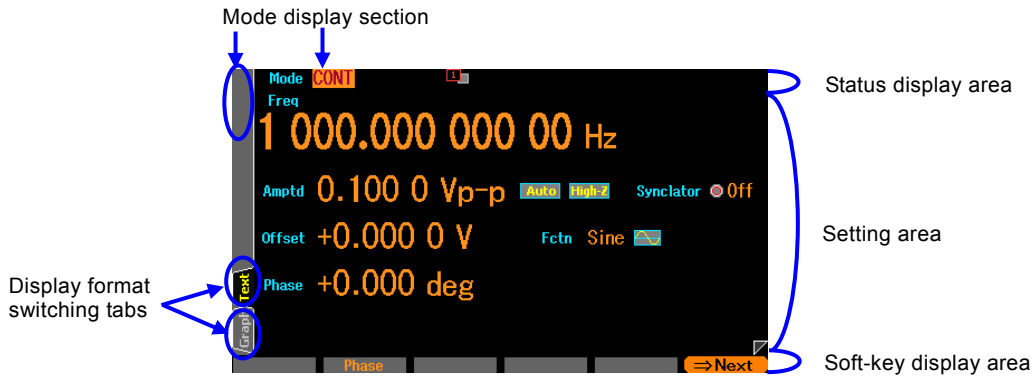 Mode display section
Mode CONT 1
Status display area
Freq
1 000.000 000 00 Hz
Amptd 0.100 0 Vp-p Auto High-Z Synclator Off
Offset +0.000 0 V Fctn Sine
Setting area
Display format
switching tabs
Text
Phase +0.000 deg
Graph
Phase ⇒Next
Soft-key display area